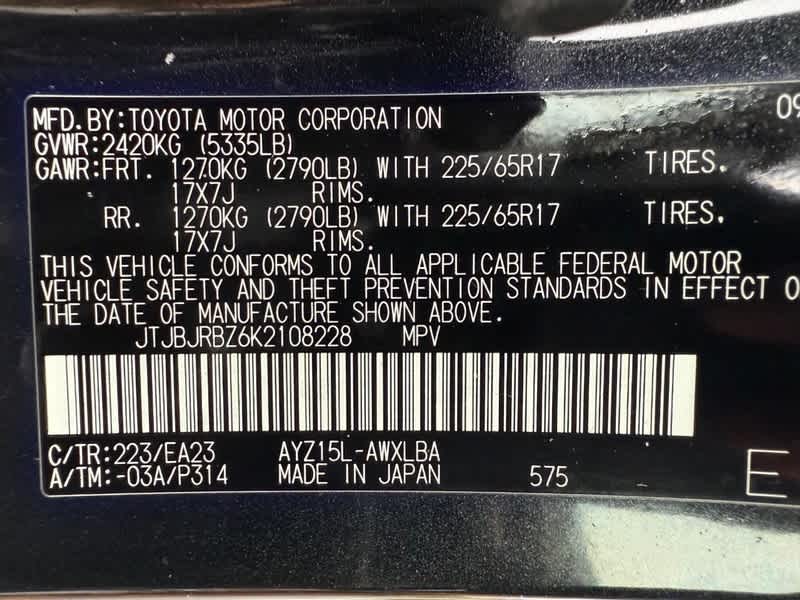 MFD.BY:TOYOTA MOTOR CORPORATION 09
GVWR:2420KG (5335LB)
GAWR:FRT. 1270KG (2790LB) WITH 225/65R17 TIRES.
17X7J RIMS.
RR. 1270KG (2790LB) WITH 225/65R17 TIRES.
17X7J RIMS.
THIS VEHICLE CONFORMS TO ALL APPLICABLE FEDERAL MOTOR
VEHICLE SAFETY AND THEFT PREVENTION STANDARDS IN EFFECT O
THE DATE OF MANUFACTURE SHOWN ABOVE.
JTJBJRBZ6K2108228 MPV
C/TR:223/EA23 AYZ15L-AWXLBA
A/TM:-03A/P314 MADE IN JAPAN 575 E